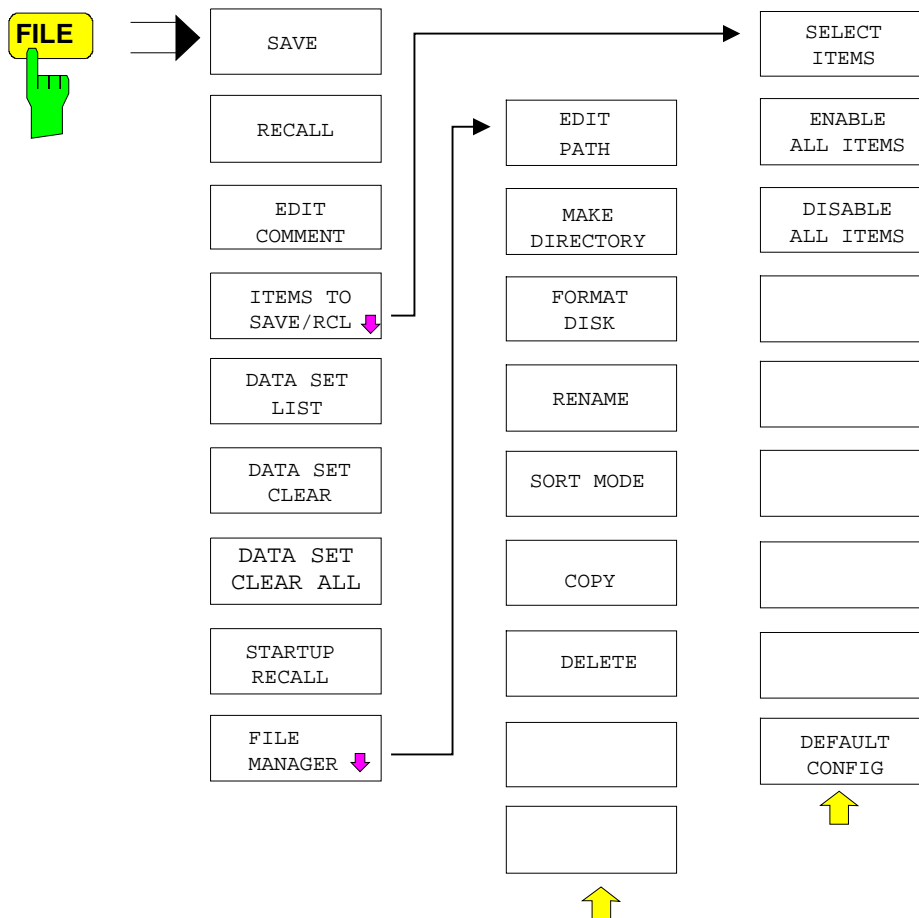 FILE
SAVE
RECALL
EDIT
COMMENT
ITEMS TO
SAVE/RCL
DATA SET
LIST
DATA SET
CLEAR
DATA SET
CLEAR ALL
STARTUP
RECALL
FILE
MANAGER
EDIT
PATH
MAKE
DIRECTORY
FORMAT
DISK
RENAME
SORT MODE
COPY
DELETE
SELECT
ITEMS
ENABLE
ALL ITEMS
DISABLE
ALL ITEMS
DEFAULT
CONFIG